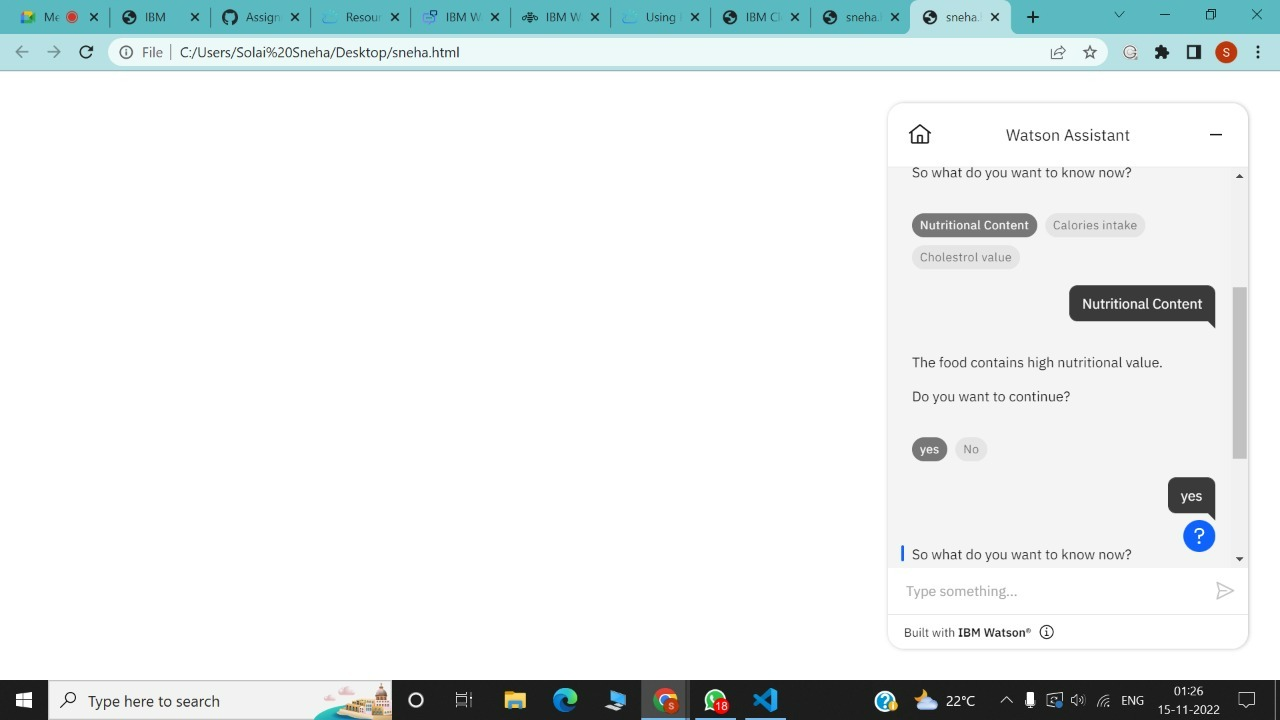 Me
IBM
Assign
Resour
IBM W
IBM W
Using I
IBM Cl
sneha.h
sneha.h
File
C:/Users/Solai%20Sneha/Desktop/sneha.html
S
Watson Assistant
So what do you want to know now?
Nutritional Content
Calories intake
Cholestrol value
Nutritional Content
The food contains high nutritional value.
Do you want to continue?
yes
No
yes
?
So what do you want to know now?
Type something...
Built with IBM Watson®
Type here to search
18
22°C
ENG
01:26
15-11-2022